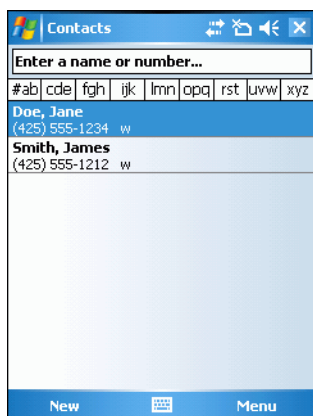 Contacts
Enter a name or number...
#ab cde fgh ijk lmn opq rst uvw xyz
Doe, Jane
(425) 555-1234 w
Smith, James
(425) 555-1212 w
New Menu